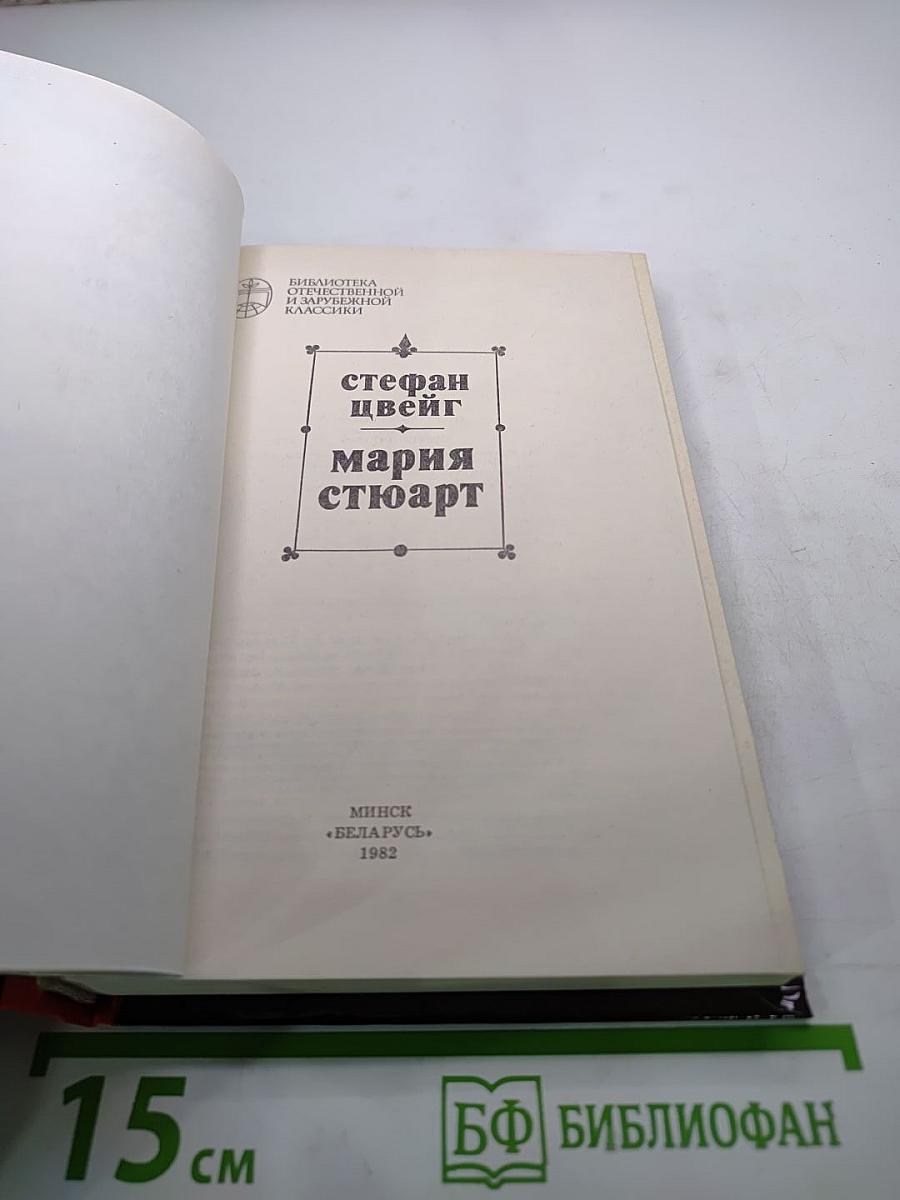 БИБЛИОТЕКА
ОТЕЧЕСТВЕННОЙ
И ЗАРУБЕЖНОЙ
КЛАССИКИ
стефан
цвейг
мария
стюарт
МИНСК
«БЕЛАРУСЬ»
1982
15 см
БФ БИБЛИОФАН